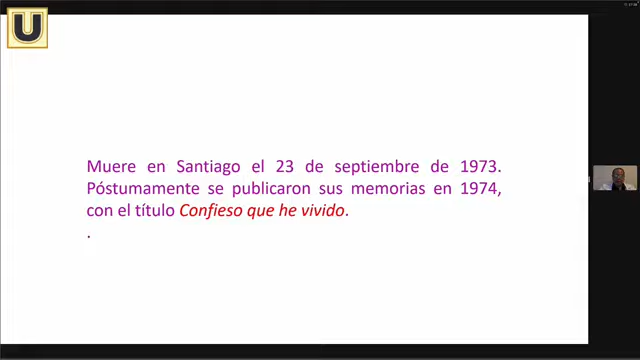 U
Muere en Santiago el 23 de septiembre de 1973.
Póstumamente se publicaron sus memorias en 1974,
con el título Confieso que he vivido.
.